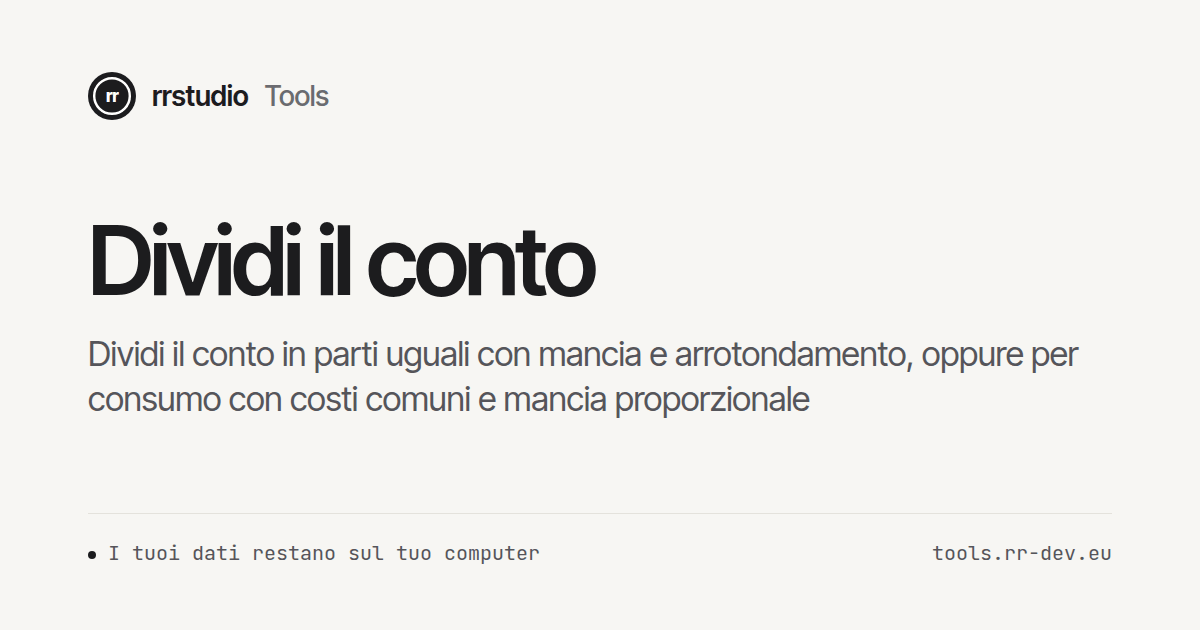 rr rrstudio Tools
Dividi il conto
Dividi il conto in parti uguali con mancia e arrotondamento, oppure per
consumo con costi comuni e mancia proporzionale
I tuoi dati restano sul tuo computer
tools.rr-dev.eu